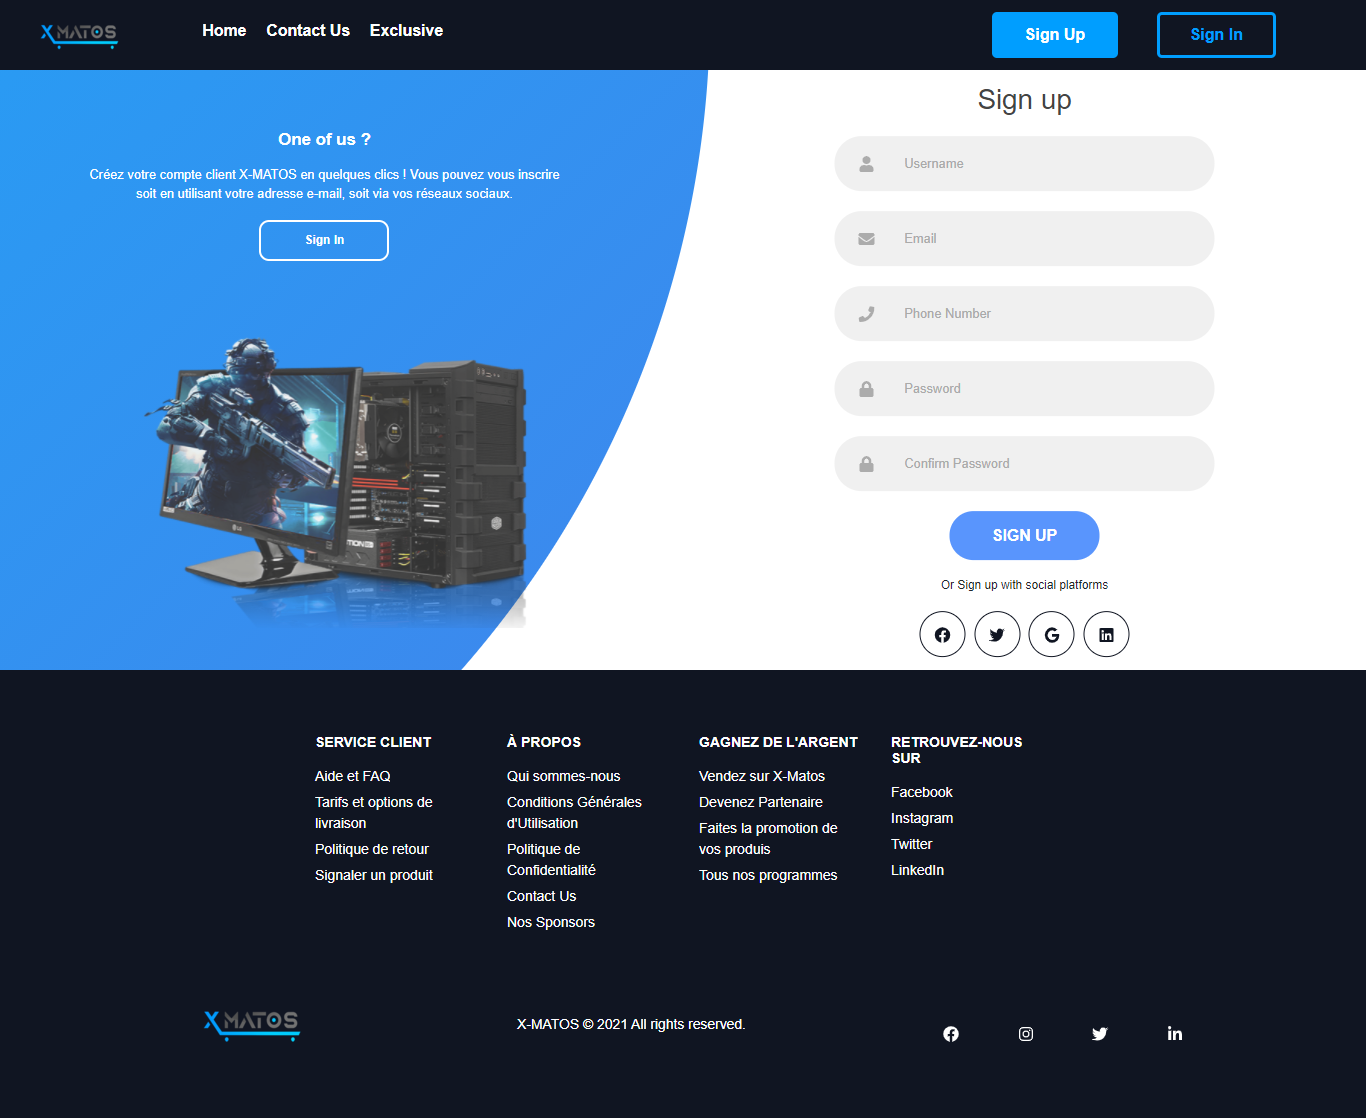 X MATOS
Home Contact Us Exclusive
Sign Up
Sign In
One of us ?
Créez votre compte client X-MATOS en quelques clics ! Vous pouvez vous inscrire
soit en utilisant votre adresse e-mail, soit via vos réseaux sociaux.
Sign In
LG
Sign up
Username
Email
Phone Number
Password
Confirm Password
SIGN UP
Or Sign up with social platforms
SERVICE CLIENT
Aide et FAQ
Tarifs et options de
livraison
Politique de retour
Signaler un produit
À PROPOS
Qui sommes-nous
Conditions Générales
d'Utilisation
Politique de
Confidentialité
Contact Us
Nos Sponsors
GAGNEZ DE L'ARGENT
Vendez sur X-Matos
Devenez Partenaire
Faites la promotion de
vos produis
Tous nos programmes
RETROUVEZ-NOUS
SUR
Facebook
Instagram
Twitter
LinkedIn
X MATOS
X-MATOS © 2021 All rights reserved.